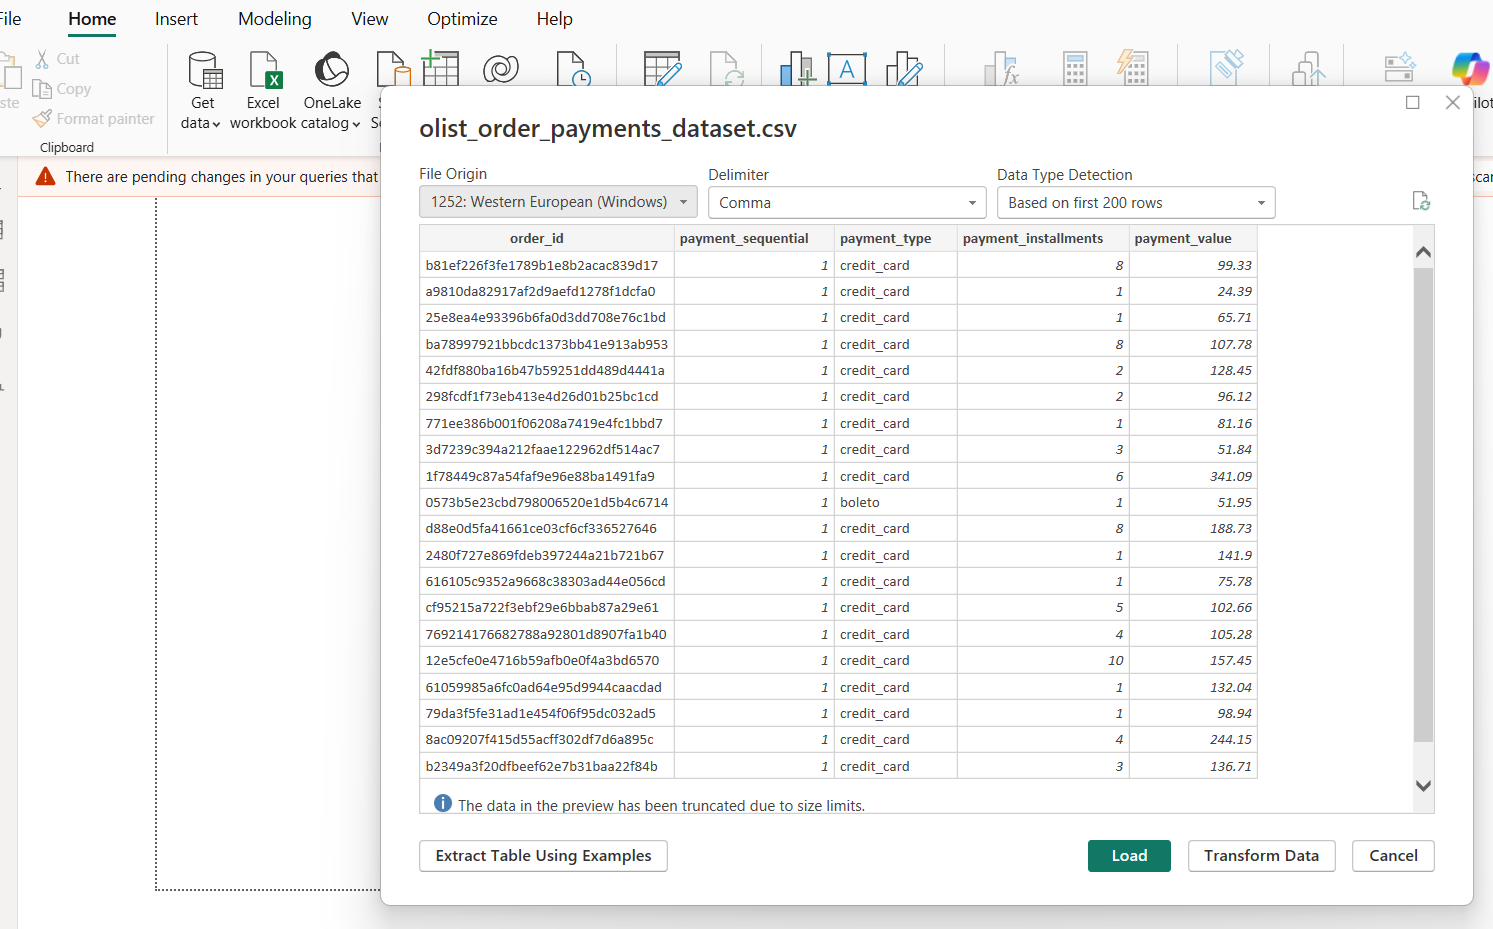 File Home Insert Modeling View Optimize Help
Cut
Copy
Format painter
Clipboard
Get data
Excel workbook
OneLake catalog
There are pending changes in your queries that
olist_order_payments_dataset.csv
File Origin Delimiter Data Type Detection
1252: Western European (Windows) Comma Based on first 200 rows
order_id payment_sequential payment_type payment_installments payment_value
b81ef226f3fe1789b1e8b2acac839d17 1 credit_card 8 99.33
a9810da82917af2d9aefd1278f1dcfa0 1 credit_card 1 24.39
25e8ea4e93396b6fa0d3dd708e76c1bd 1 credit_card 1 65.71
ba78997921bbcdc1373bb41e913ab953 1 credit_card 8 107.78
42fdf880ba16b47b59251dd489d4441a 1 credit_card 2 128.45
298fcdf1f73eb413e4d26d01b25bc1cd 1 credit_card 2 96.12
771ee386b001f06208a7419e4fc1bbd7 1 credit_card 1 81.16
3d7239c394a212faae122962df514ac7 1 credit_card 3 51.84
1f78449c87a54faf9e96e88ba1491fa9 1 credit_card 6 341.09
0573b5e23cbd798006520e1d5b4c6714 1 boleto 1 51.95
d88e0d5fa41661ce03cf6cf336527646 1 credit_card 8 188.73
2480f727e869fdeb397244a21b721b67 1 credit_card 1 141.9
616105c9352a9668c38303ad44e056cd 1 credit_card 1 75.78
cf95215a722f3ebf29e6bbab87a29e61 1 credit_card 5 102.66
769214176682788a92801d8907fa1b40 1 credit_card 4 105.28
12e5cfe0e4716b59afb0e0f4a3bd6570 1 credit_card 10 157.45
61059985a6fc0ad64e95d9944caacdad 1 credit_card 1 132.04
79da3f5fe31ad1e454f06f95dc032ad5 1 credit_card 1 98.94
8ac09207f415d55acff302df7d6a895c 1 credit_card 4 244.15
b2349a3f20dfbeef62e7b31baa22f84b 1 credit_card 3 136.71
The data in the preview has been truncated due to size limits.
Extract Table Using Examples Load Transform Data Cancel